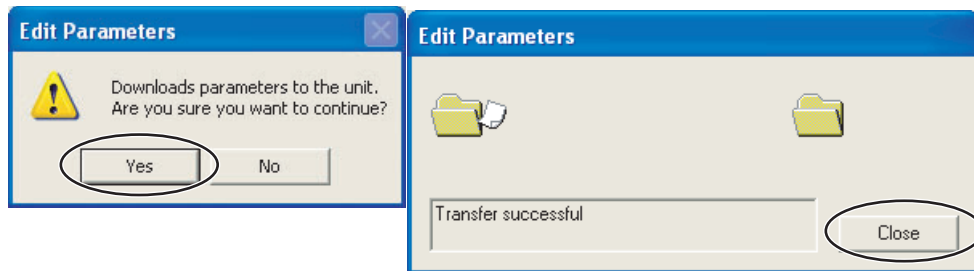 Edit Parameters
Downloads parameters to the unit.
Are you sure you want to continue?
Yes
No
Edit Parameters
Transfer successful
Close